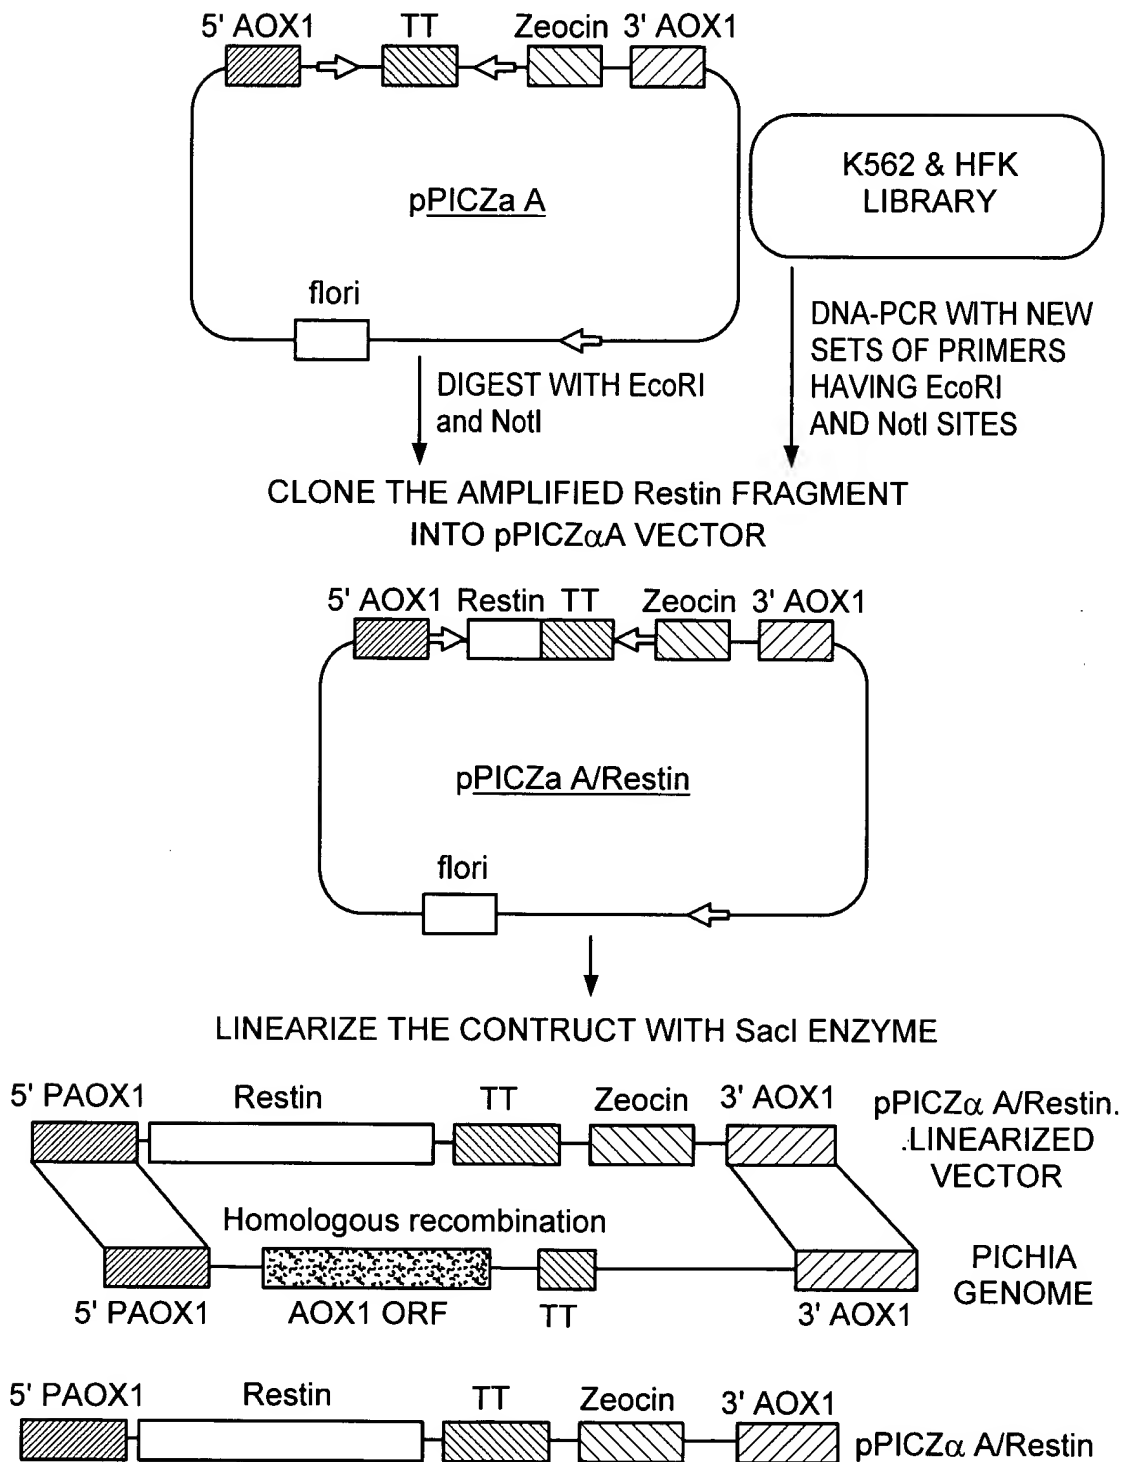 5' AOX1 TT Zeocin 3' AOX1
pPICZa A
K562 & HFK
LIBRARY
flori
DIGEST WITH EcoRI
and NotI
DNA-PCR WITH NEW
SETS OF PRIMERS
HAVING EcoRI
AND NotI SITES
CLONE THE AMPLIFIED Restin FRAGMENT
INTO pPICZαA VECTOR
5' AOX1 Restin TT Zeocin 3' AOX1
pPICZa A/Restin
flori
LINEARIZE THE CONTRUCT WITH SacI ENZYME
5' PAOX1 Restin TT Zeocin 3' AOX1
pPICZα A/Restin.
.LINEARIZED
VECTOR
Homologous recombination
5' PAOX1 AOX1 ORF TT 3' AOX1
PICHIA
GENOME
5' PAOX1 Restin TT Zeocin 3' AOX1
pPICZα A/Restin